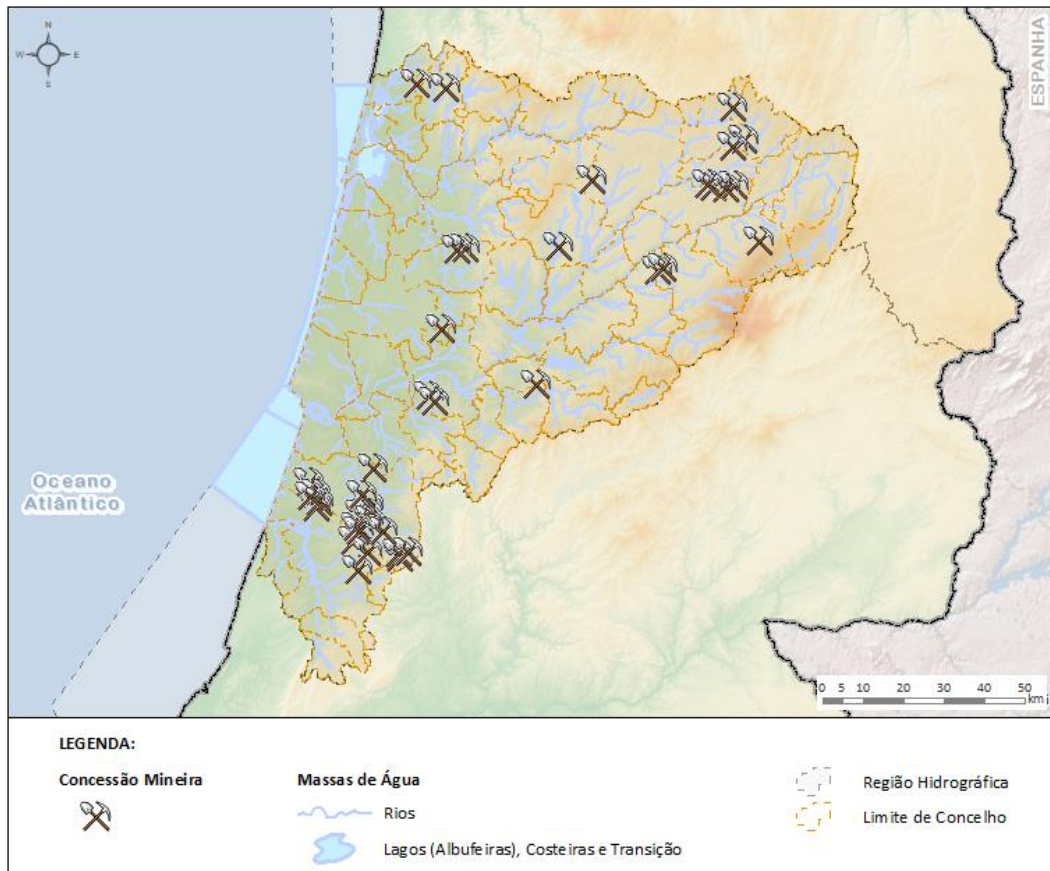 N
W E
S
ESPANHA
Oceano
Atlântico
0 5 10 20 30 40 50
km
LEGENDA:
Concessão Mineira
Massas de Água
Rios
Lagos (Albufeiras), Costeiras e Transição
Região Hidrográfica
Limite de Concelho